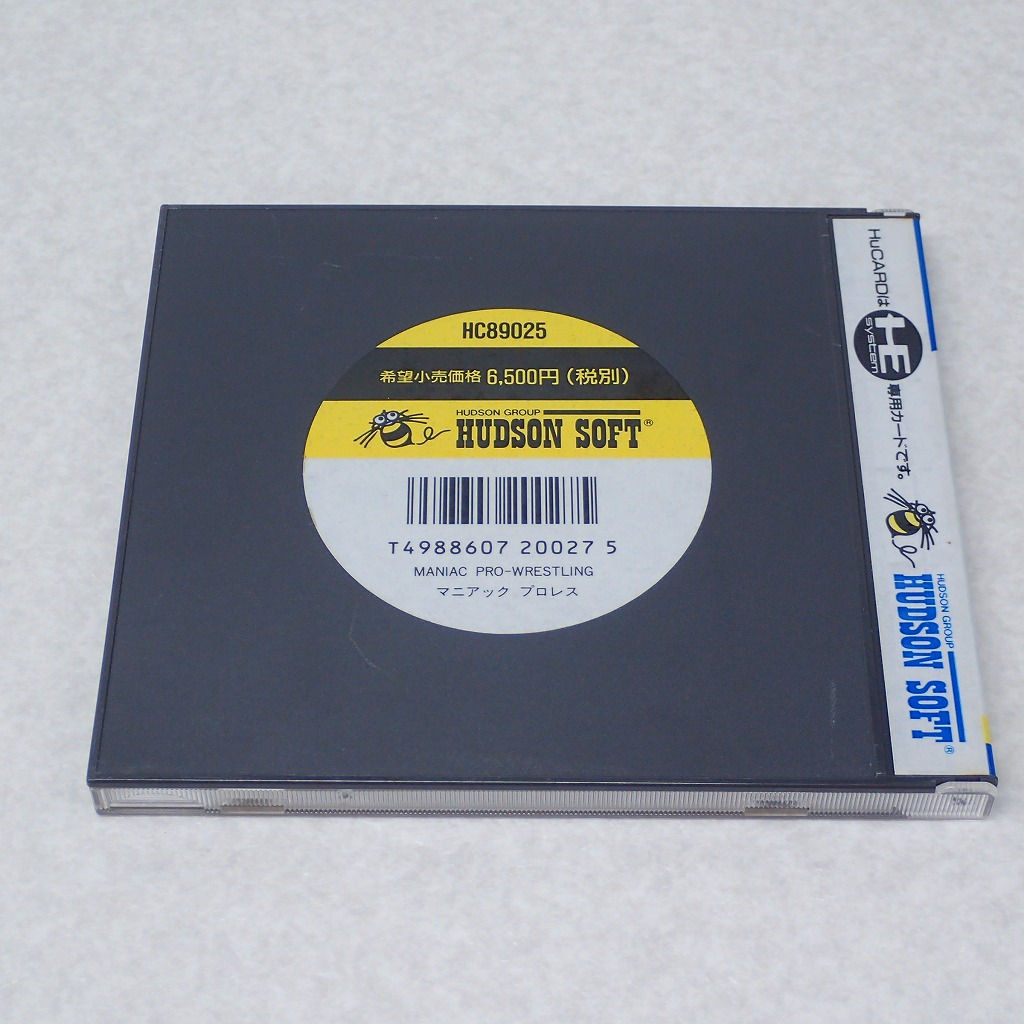 HC89025
希望小売価格 6,500円(税別)
HUDSON GROUP
HUDSON SOFT®
T4988607 20027 5
MANIAC PRO-WRESTLING
マニアック プロレス
HuCARDは HE SYSTEM 専用カードです。
HUDSON GROUP
HUDSON SOFT®